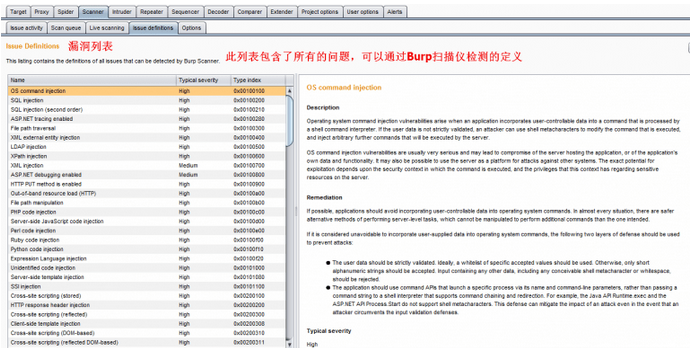 Target Proxy Spider Scanner Intruder Repeater Sequencer Decoder Comparer Extender Project options User options Alerts
Issue activity Scan queue Live scanning Issue definitions Options
Issue Definitions 漏洞列表
此列表包含了所有的问题，可以通过Burp扫描仪检测的定义
This listing contains the definitions of all issues that can be detected by Burp Scanner.
Name Typical severity Type index
OS command injection High 0x00100100
SQL injection High 0x00100200
SQL injection (second order) High 0x00100210
ASP.NET tracing enabled High 0x00100280
File path traversal High 0x00100300
XML external entity injection High 0x00100400
LDAP injection High 0x00100500
XPath injection High 0x00100600
XML injection Medium 0x00100700
ASP.NET debugging enabled Medium 0x00100800
HTTP PUT method is enabled High 0x00100900
Out-of-band resource load (HTTP) High 0x00100a00
File path manipulation High 0x00100b00
PHP code injection High 0x00100c00
Server-side JavaScript code injection High 0x00100d00
Perl code injection High 0x00100e00
Ruby code injection High 0x00100f00
Python code injection High 0x00100f10
Expression Language injection High 0x00100f20
Unidentified code injection High 0x00101000
Server-side template injection High 0x00101080
SSI injection High 0x00101100
Cross-site scripting (stored) High 0x00200100
HTTP response header injection High 0x00200200
Cross-site scripting (reflected) High 0x00200300
Client-side template injection High 0x00200308
Cross-site scripting (DOM-based) High 0x00200310
Cross-site scripting (reflected DOM-based) High 0x00200311
OS command injection
Description
Operating system command injection vulnerabilities arise when an application incorporates user-controllable data into a command that is processed by
a shell command interpreter. If the user data is not strictly validated, an attacker can use shell metacharacters to modify the command that is executed,
and inject arbitrary further commands that will be executed by the server.
OS command injection vulnerabilities are usually very serious and may lead to compromise of the server hosting the application, or of the application's
own data and functionality. It may also be possible to use the server as a platform for attacks against other systems. The exact potential for
exploitation depends upon the security context in which the command is executed, and the privileges that this context has regarding sensitive
resources on the server.
Remediation
If possible, applications should avoid incorporating user-controllable data into operating system commands. In almost every situation, there are safer
alternative methods of performing server-level tasks, which cannot be manipulated to perform additional commands than the one intended.
If it is considered unavoidable to incorporate user-supplied data into operating system commands, the following two layers of defense should be used
to prevent attacks:
● The user data should be strictly validated. Ideally, a whitelist of specific accepted values should be used. Otherwise, only short
alphanumeric strings should be accepted. Input containing any other data, including any conceivable shell metacharacter or whitespace,
should be rejected.
● The application should use command APIs that launch a specific process via its name and command-line parameters, rather than passing
a command string to a shell interpreter that supports command chaining and redirection. For example, the Java API Runtime.exec and the
ASP.NET API Process.Start do not support shell metacharacters. This defense can mitigate the impact of an attack even in the event that an
attacker circumvents the input validation defenses.
Typical severity
High